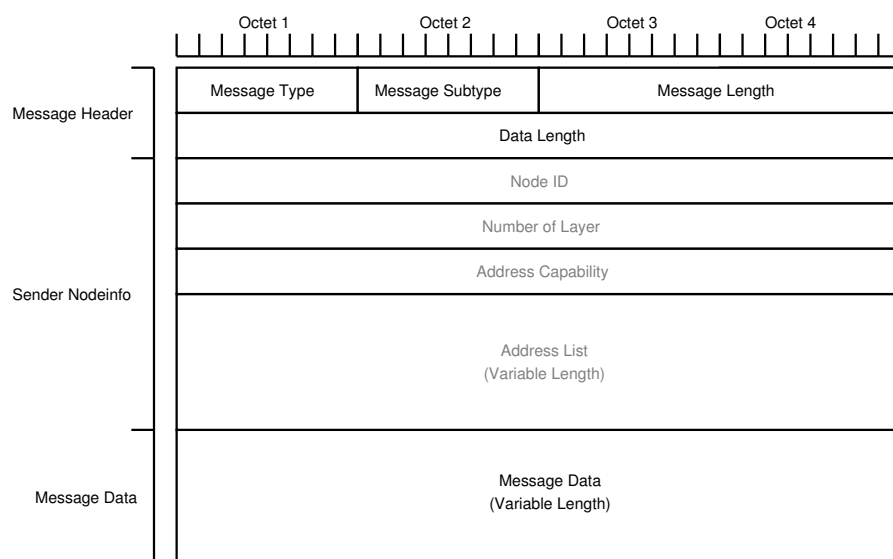 Octet 1 Octet 2 Octet 3 Octet 4
Message Type Message Subtype Message Length
Message Header
Data Length
Node ID
Number of Layer
Address Capability
Sender Nodeinfo
Address List
(Variable Length)
Message Data
(Variable Length)
Message Data